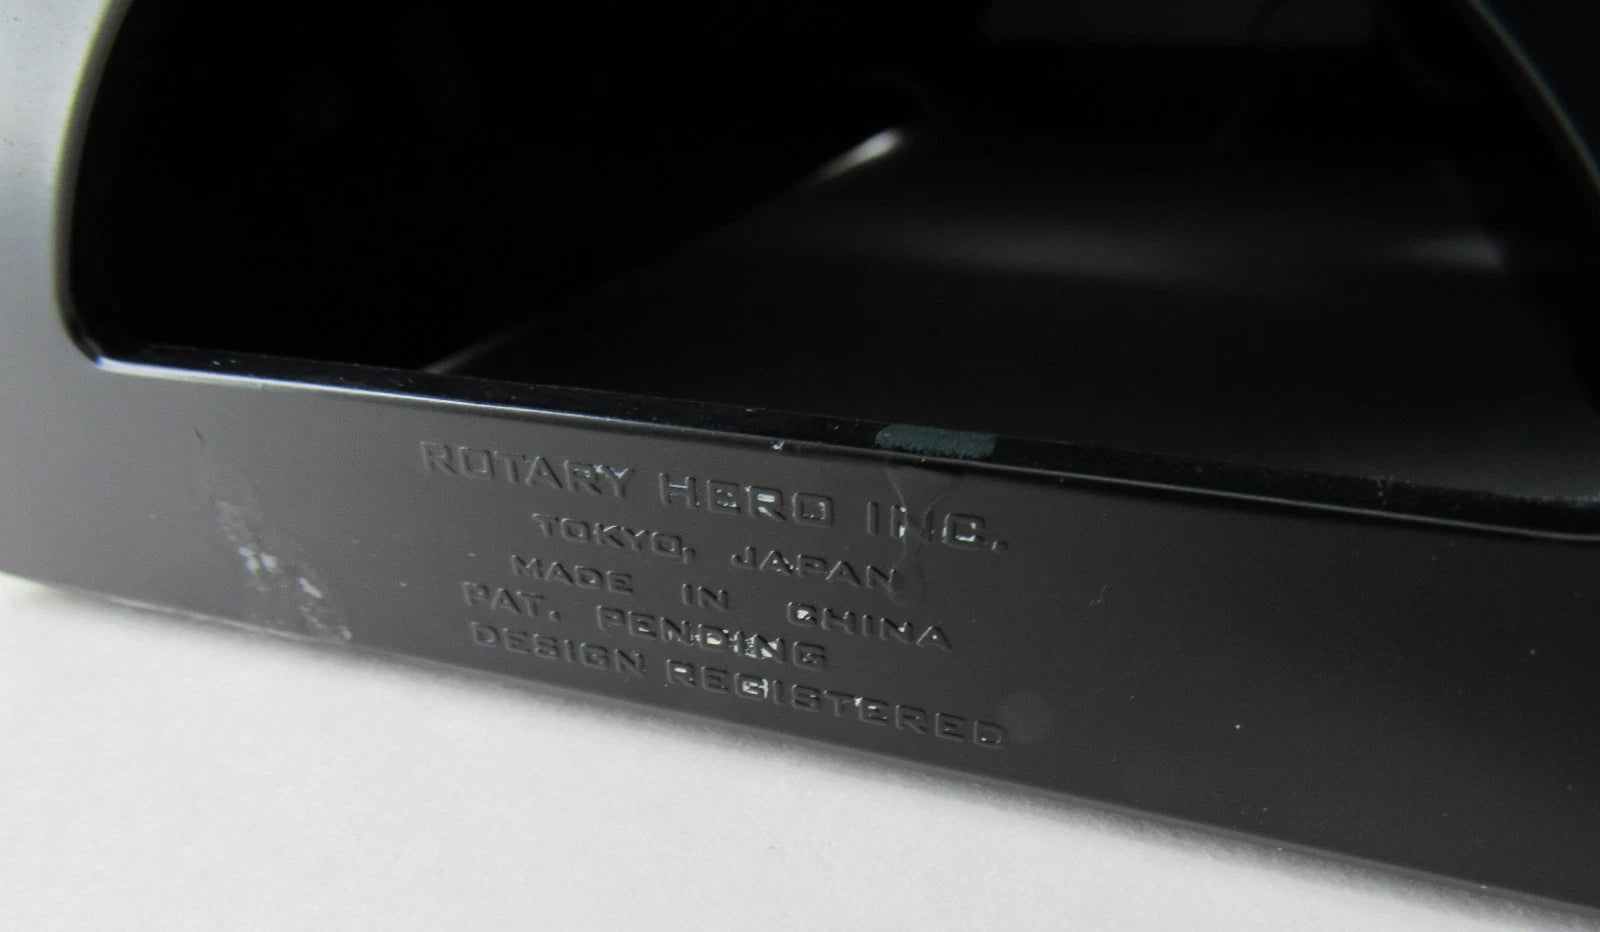 ROTARY HERO INC.
TOKYO, JAPAN
MADE IN CHINA
PAT. PENDING
DESIGN REGISTERED